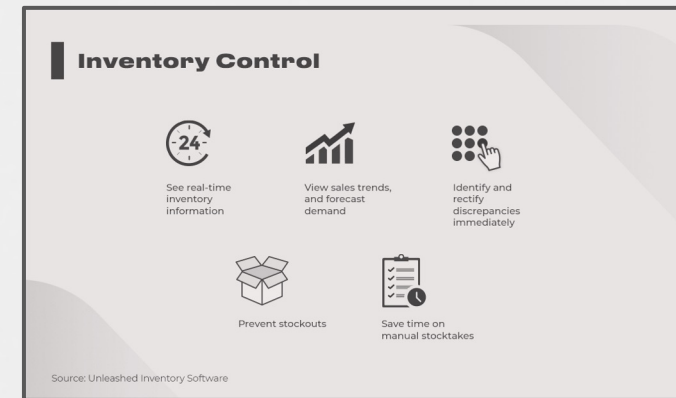 Inventory Control
24
See real-time
inventory
information
View sales trends,
and forecast
demand
Identify and
rectify
discrepancies
immediately
Prevent stockouts
Save time on
manual stocktakes
Source: Unleashed Inventory Software